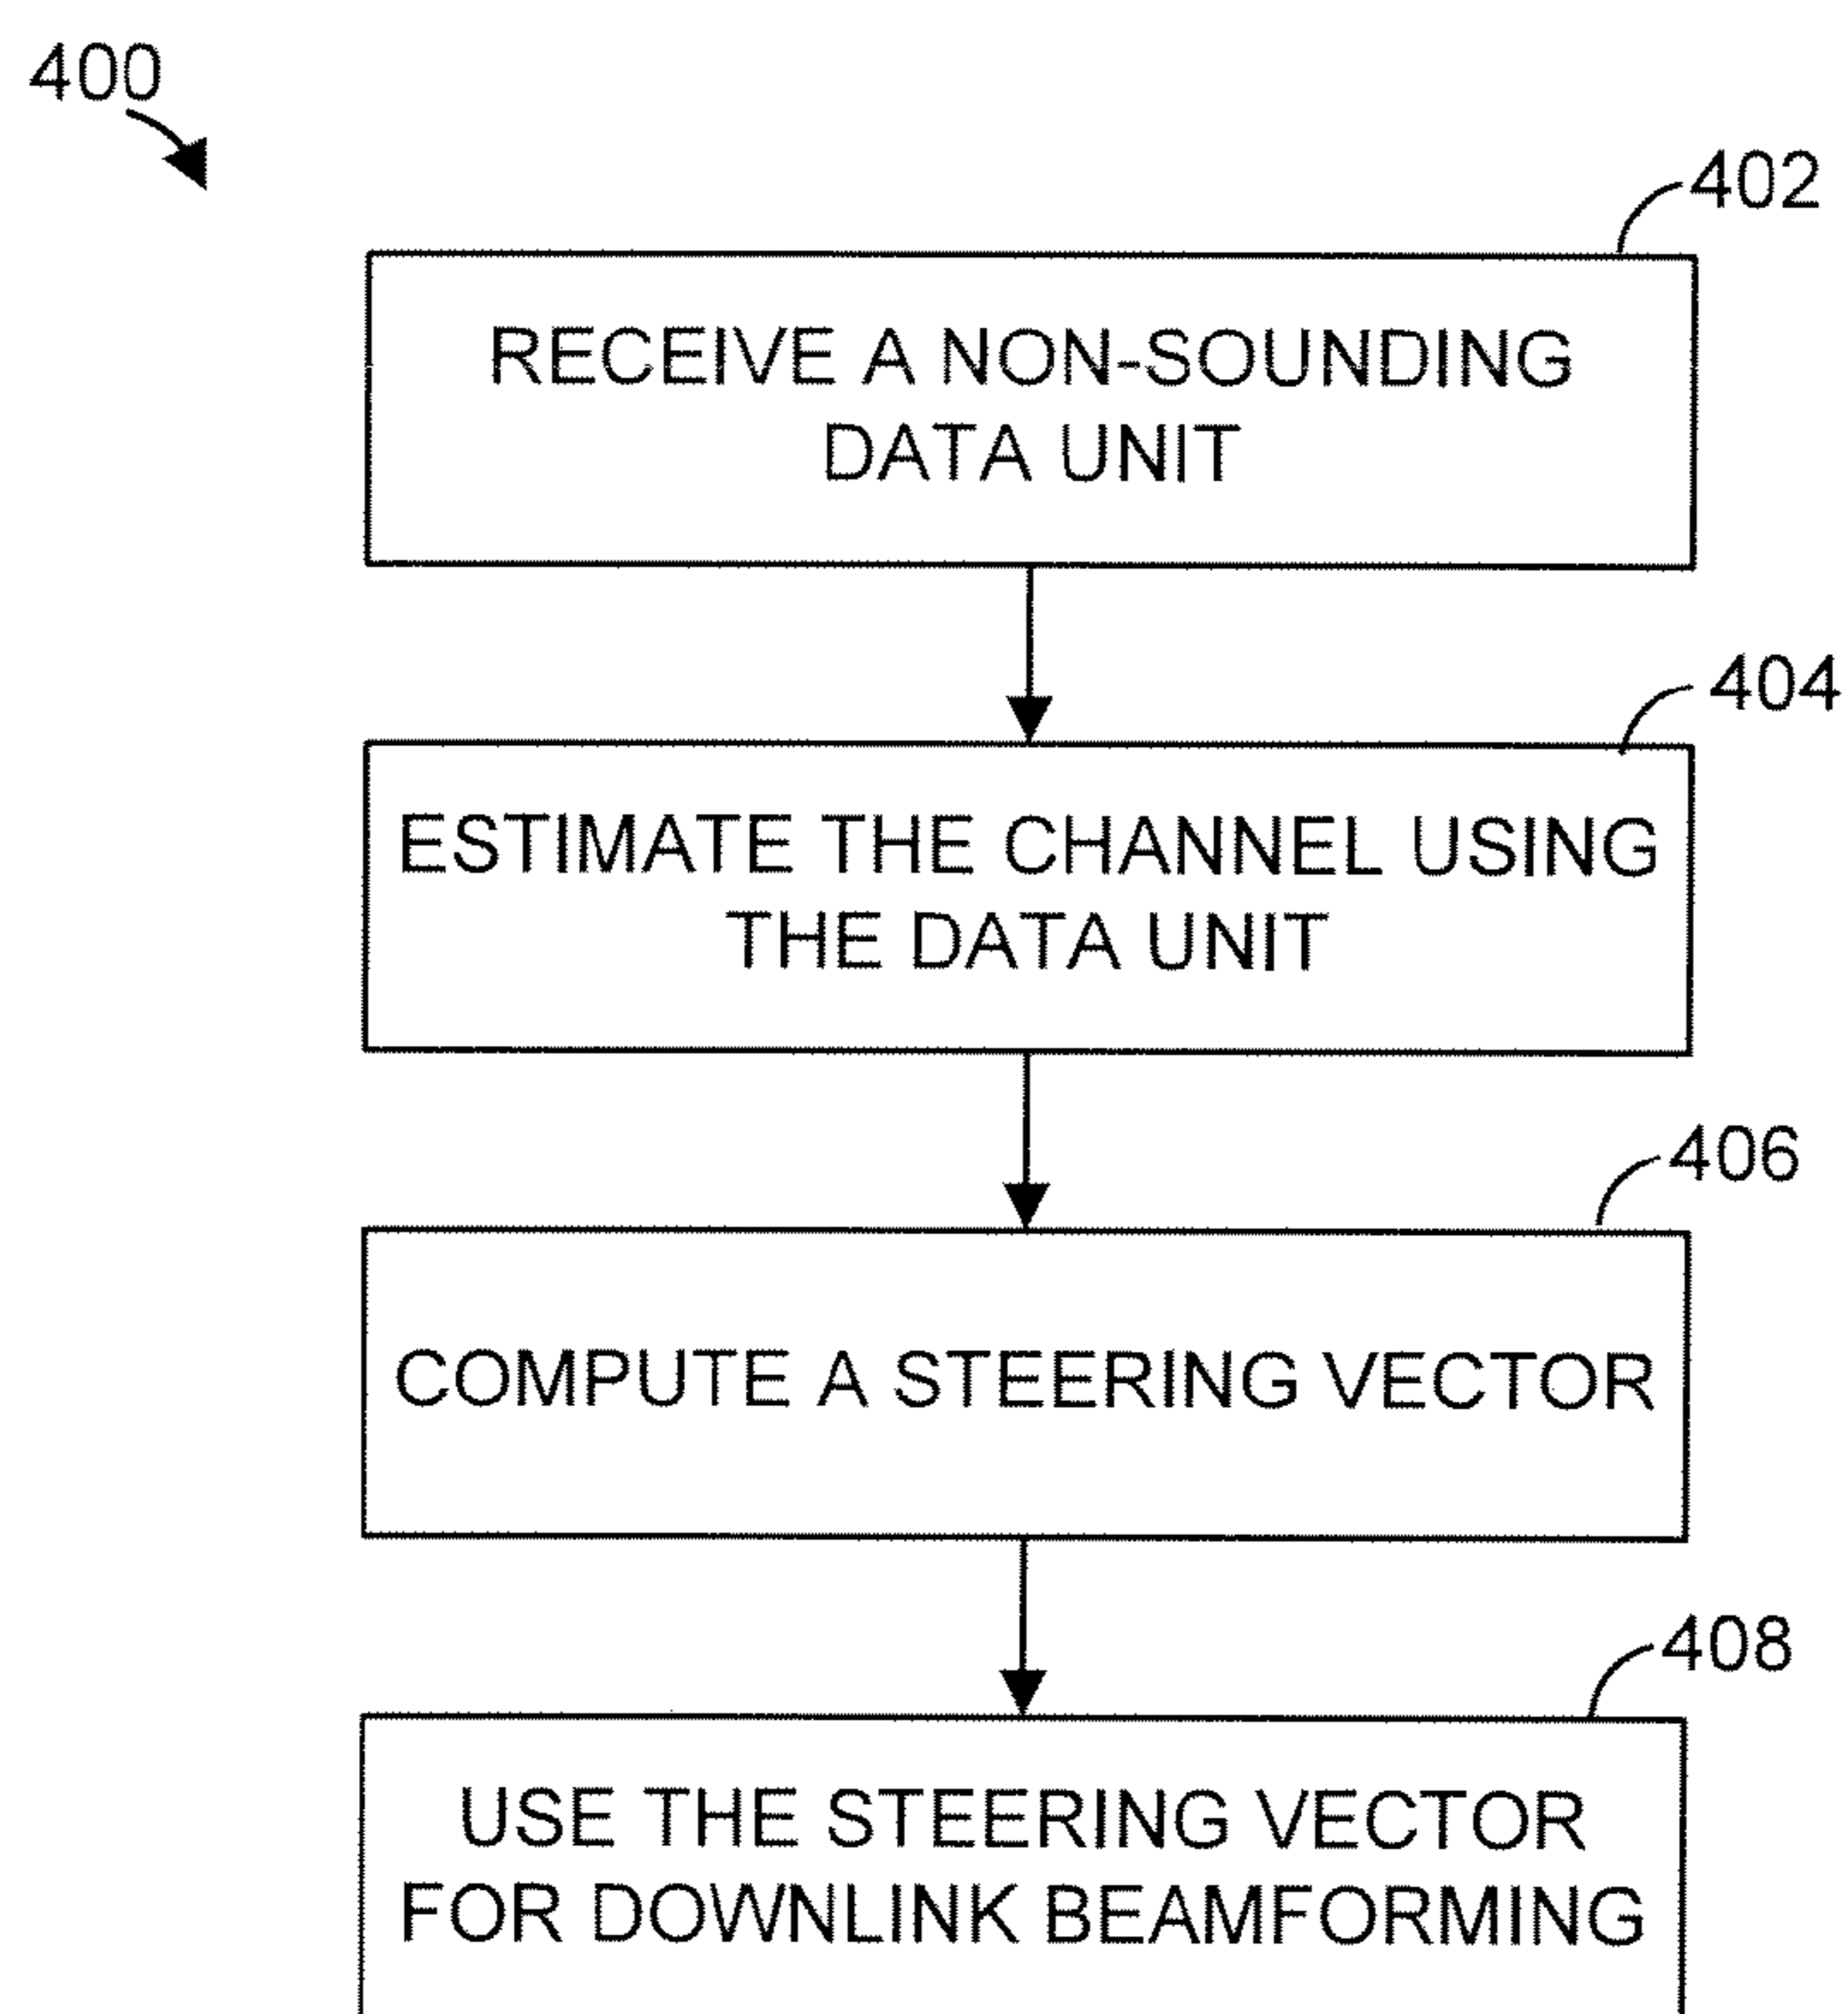 400
402
RECEIVE A NON-SOUNDING
DATA UNIT
404
ESTIMATE THE CHANNEL USING
THE DATA UNIT
406
COMPUTE A STEERING VECTOR
408
USE THE STEERING VECTOR
FOR DOWNLINK BEAMFORMING